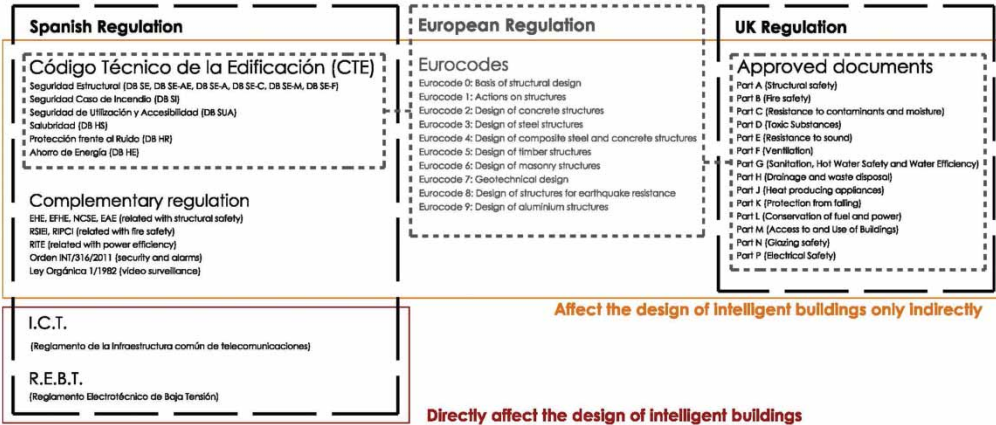 Spanish Regulation
Código Técnico de la Edificación (CTE)
Seguridad Estructural (DB SE, DB SE-AE, DB SE-A, DB SE-C, DB SE-M, DB SE-F)
Seguridad Caso de Incendio (DB SI)
Seguridad de Utilización y Accesibilidad (DB SUA)
Salubridad (DB HS)
Protección frente al Ruido (DB HR)
Ahorro de Energía (DB HE)
Complementary regulation
EHE, EFHE, NCSE, EAE (related with structural safety)
RSIEI, RIPCI (related with fire safety)
RITE (related with power efficiency)
Orden INT/316/2011 (security and alarms)
Ley Orgánica 1/1982 (video surveillance)
I.C.T.
(Reglamento de la Infraestructura común de telecomunicaciones)
R.E.B.T.
(Reglamento Electrotécnico de Baja Tensión)
European Regulation
Eurocodes
Eurocode 0: Basis of structural design
Eurocode 1: Actions on structures
Eurocode 2: Design of concrete structures
Eurocode 3: Design of steel structures
Eurocode 4: Design of composite steel and concrete structures
Eurocode 5: Design of timber structures
Eurocode 6: Design of masonry structures
Eurocode 7: Geotechnical design
Eurocode 8: Design of structures for earthquake resistance
Eurocode 9: Design of aluminium structures
UK Regulation
Approved documents
Part A (Structural safety)
Part B (Fire safety)
Part C (Resistance to contaminants and moisture)
Part D (Toxic Substances)
Part E (Resistance to sound)
Part F (Ventilation)
Part G (Sanitation, Hot Water Safety and Water Efficiency)
Part H (Drainage and waste disposal)
Part J (Heat producing appliances)
Part K (Protection from falling)
Part L (Conservation of fuel and power)
Part M (Access to and Use of Buildings)
Part N (Glazing safety)
Part P (Electrical Safety)
Affect the design of intelligent buildings only indirectly
Directly affect the design of intelligent buildings